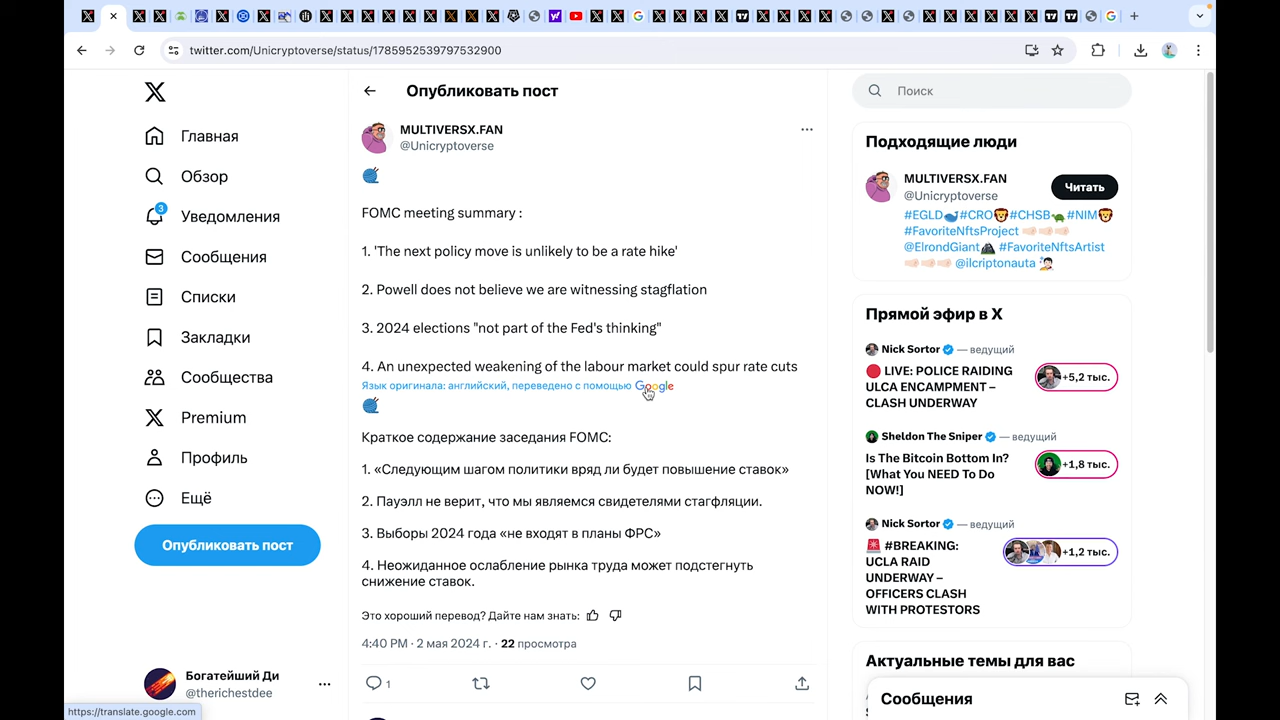 twitter.com/Unicryptoverse/status/1785952539797532900
Главная
Обзор
3
Уведомления
Сообщения
Списки
Закладки
Сообщества
Premium
Профиль
Ещё
Опубликовать пост
Богатейший Ди
@therichestdee
https://translate.google.com
Опубликовать пост
MULTIVERSX.FAN
@Unicryptoverse
FOMC meeting summary :
1. 'The next policy move is unlikely to be a rate hike'
2. Powell does not believe we are witnessing stagflation
3. 2024 elections "not part of the Fed's thinking"
4. An unexpected weakening of the labour market could spur rate cuts
Язык оригинала: английский, переведено с помощью Google
Краткое содержание заседания FOMC:
1. «Следующим шагом политики вряд ли будет повышение ставок»
2. Пауэлл не верит, что мы являемся свидетелями стагфляции.
3. Выборы 2024 года «не входят в планы ФРС»
4. Неожиданное ослабление рынка труда может подстегнуть
снижение ставок.
Это хороший перевод? Дайте нам знать:
4:40 PM · 2 мая 2024 г. · 22 просмотра
1
Поиск
Подходящие люди
MULTIVERSX.FAN
@Unicryptoverse
Читать
#EGLD #CRO #CHSB #NIM
#FavoriteNftsProject
@ElrondGiant #FavoriteNftsArtist
@ilcriptonauta
Прямой эфир в X
Nick Sortor — ведущий
LIVE: POLICE RAIDING
ULCA ENCAMPMENT –
CLASH UNDERWAY
+5,2 тыс.
Sheldon The Sniper — ведущий
Is The Bitcoin Bottom In?
[What You NEED To Do
NOW!]
+1,8 тыс.
Nick Sortor — ведущий
#BREAKING:
UCLA RAID
UNDERWAY –
OFFICERS CLASH
WITH PROTESTORS
+1,2 тыс.
Актуальные темы для вас
Сообщения